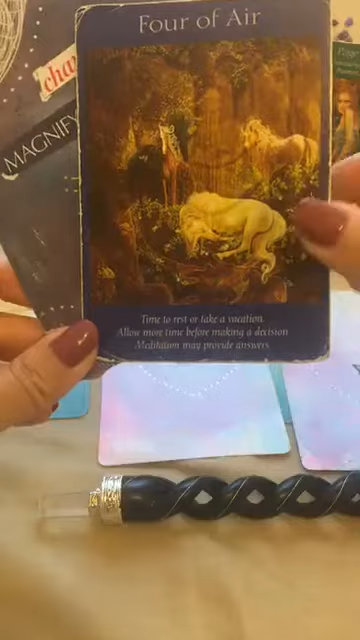 Four of Air
cha
MAGNIFY
Time to rest or take a vacation.
Allow more time before making a decision
Meditation may provide answers